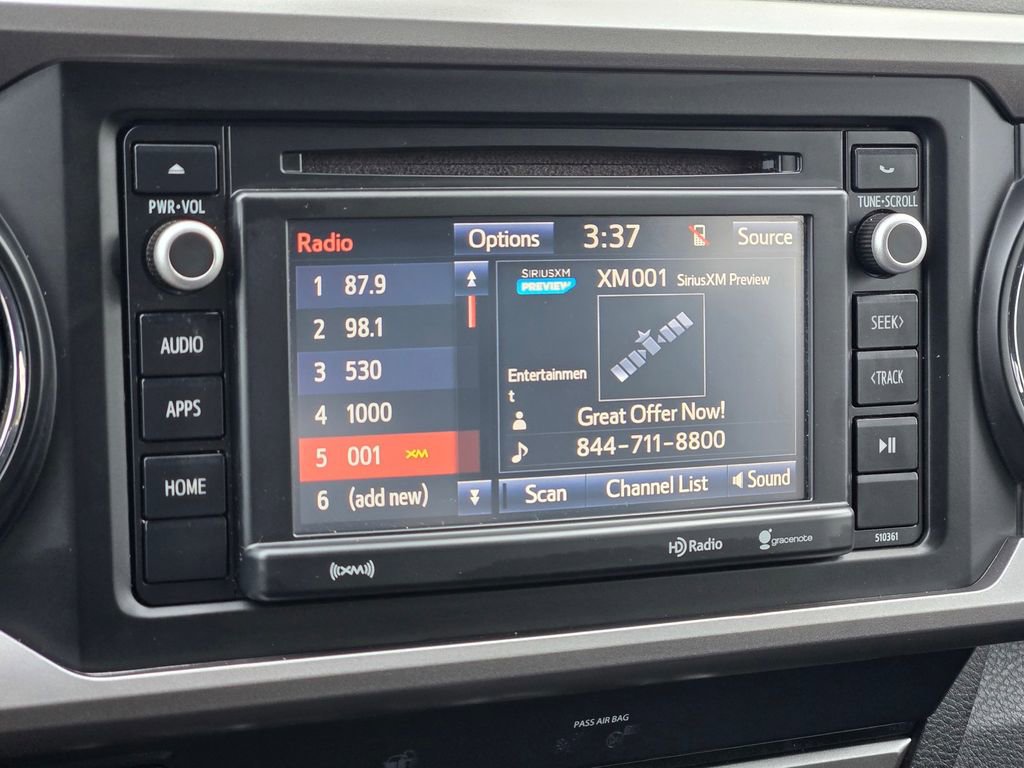 PWR•VOL
AUDIO
APPS
HOME
Radio
Options
3:37
Source
1 87.9
2 98.1
3 530
4 1000
5 001 XM
6 (add new)
SIRIUSXM
PREVIEW
XM001 SiriusXM Preview
Entertainmen
t
Great Offer Now!
844-711-8800
Scan
Channel List
Sound
((XM))
HD Radio
gracenote
TUNE•SCROLL
SEEK>
<TRACK
510361
PASS AIR BAG